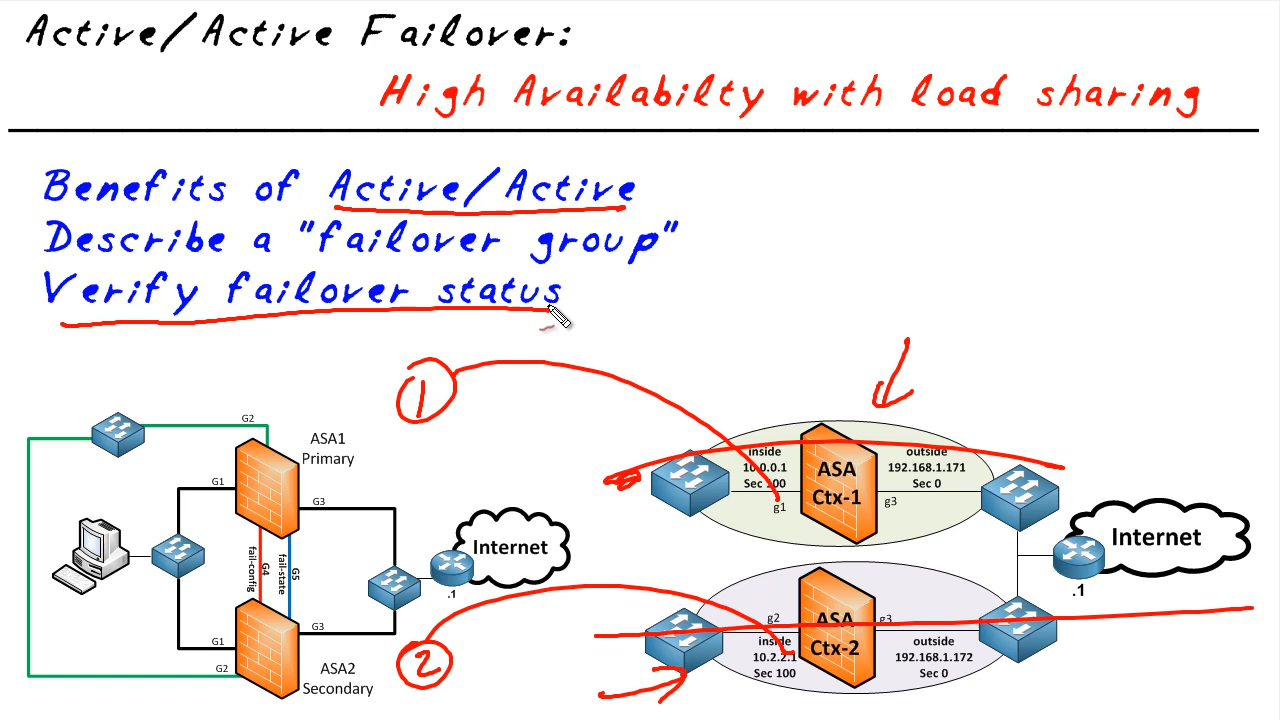 Active/Active Failover:
High Availabilty with load sharing
Benefits of Active/Active
Describe a "failover group"
Verify failover status
1
G2
ASA1
Primary
G1
G3
fail-config
G4
fail-state
G5
Internet
.1
G1
G2
G3
ASA2
Secondary
2
inside
10.0.0.1
Sec 100
g1
ASA
Ctx-1
outside
192.168.1.171
Sec 0
g3
Internet
.1
g2
inside
10.2.2.1
Sec 100
ASA
Ctx-2
g3
outside
192.168.1.172
Sec 0